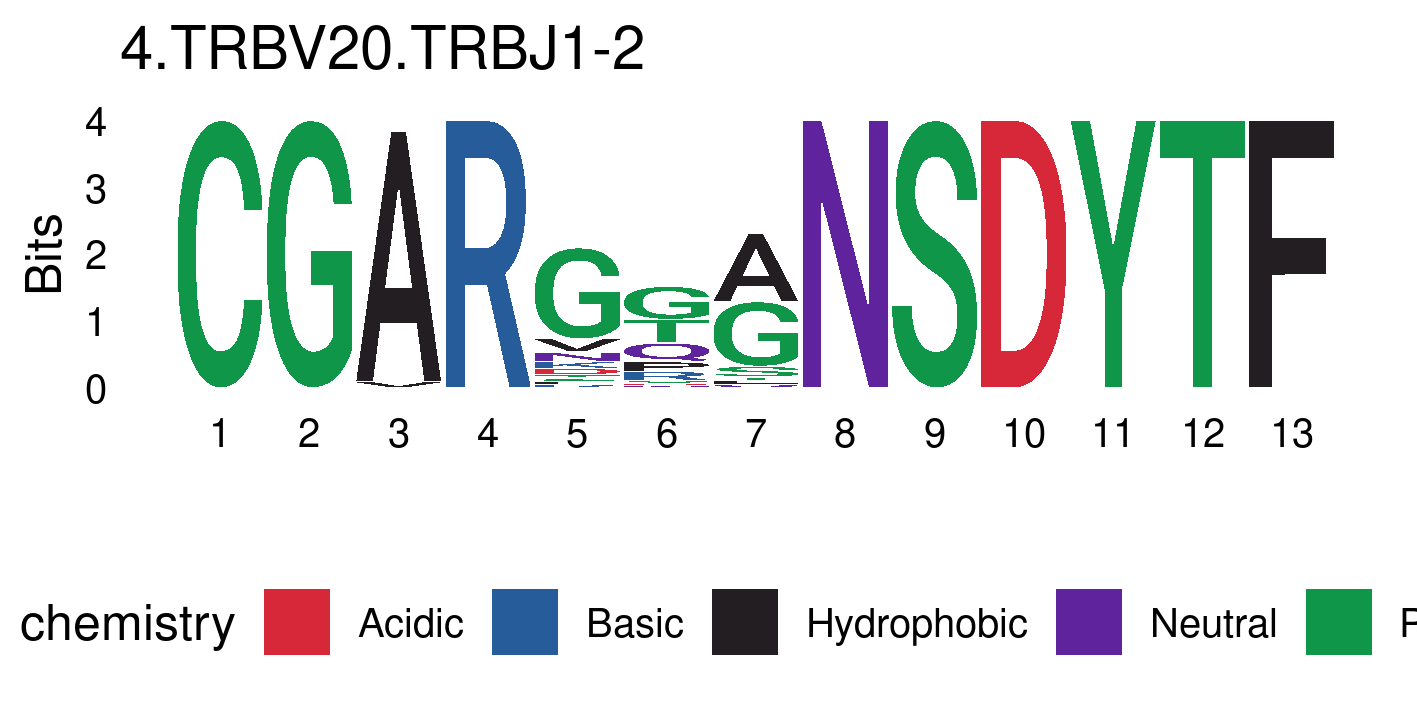 4.TRBV20.TRBJ1-2
4
3
2
1
0
Bits
C G A R G G A N S D Y T F
V T G
N Q
1 2 3 4 5 6 7 8 9 10 11 12 13
chemistry Acidic Basic Hydrophobic Neutral P